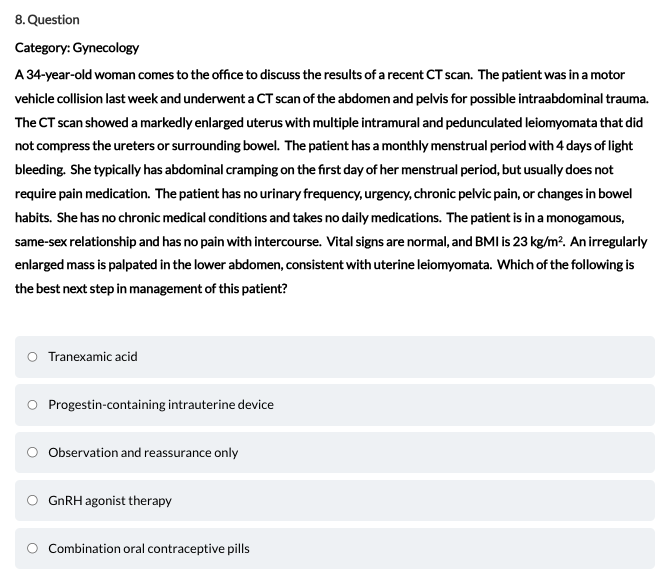 8. Question
Category: Gynecology
A 34-year-old woman comes to the office to discuss the results of a recent CT scan. The patient was in a motor
vehicle collision last week and underwent a CT scan of the abdomen and pelvis for possible intraabdominal trauma.
The CT scan showed a markedly enlarged uterus with multiple intramural and pedunculated leiomyomata that did
not compress the ureters or surrounding bowel. The patient has a monthly menstrual period with 4 days of light
bleeding. She typically has abdominal cramping on the first day of her menstrual period, but usually does not
require pain medication. The patient has no urinary frequency, urgency, chronic pelvic pain, or changes in bowel
habits. She has no chronic medical conditions and takes no daily medications. The patient is in a monogamous,
same-sex relationship and has no pain with intercourse. Vital signs are normal, and BMI is 23 kg/m². An irregularly
enlarged mass is palpated in the lower abdomen, consistent with uterine leiomyomata. Which of the following is
the best next step in management of this patient?
Tranexamic acid
Progestin-containing intrauterine device
Observation and reassurance only
GnRH agonist therapy
Combination oral contraceptive pills